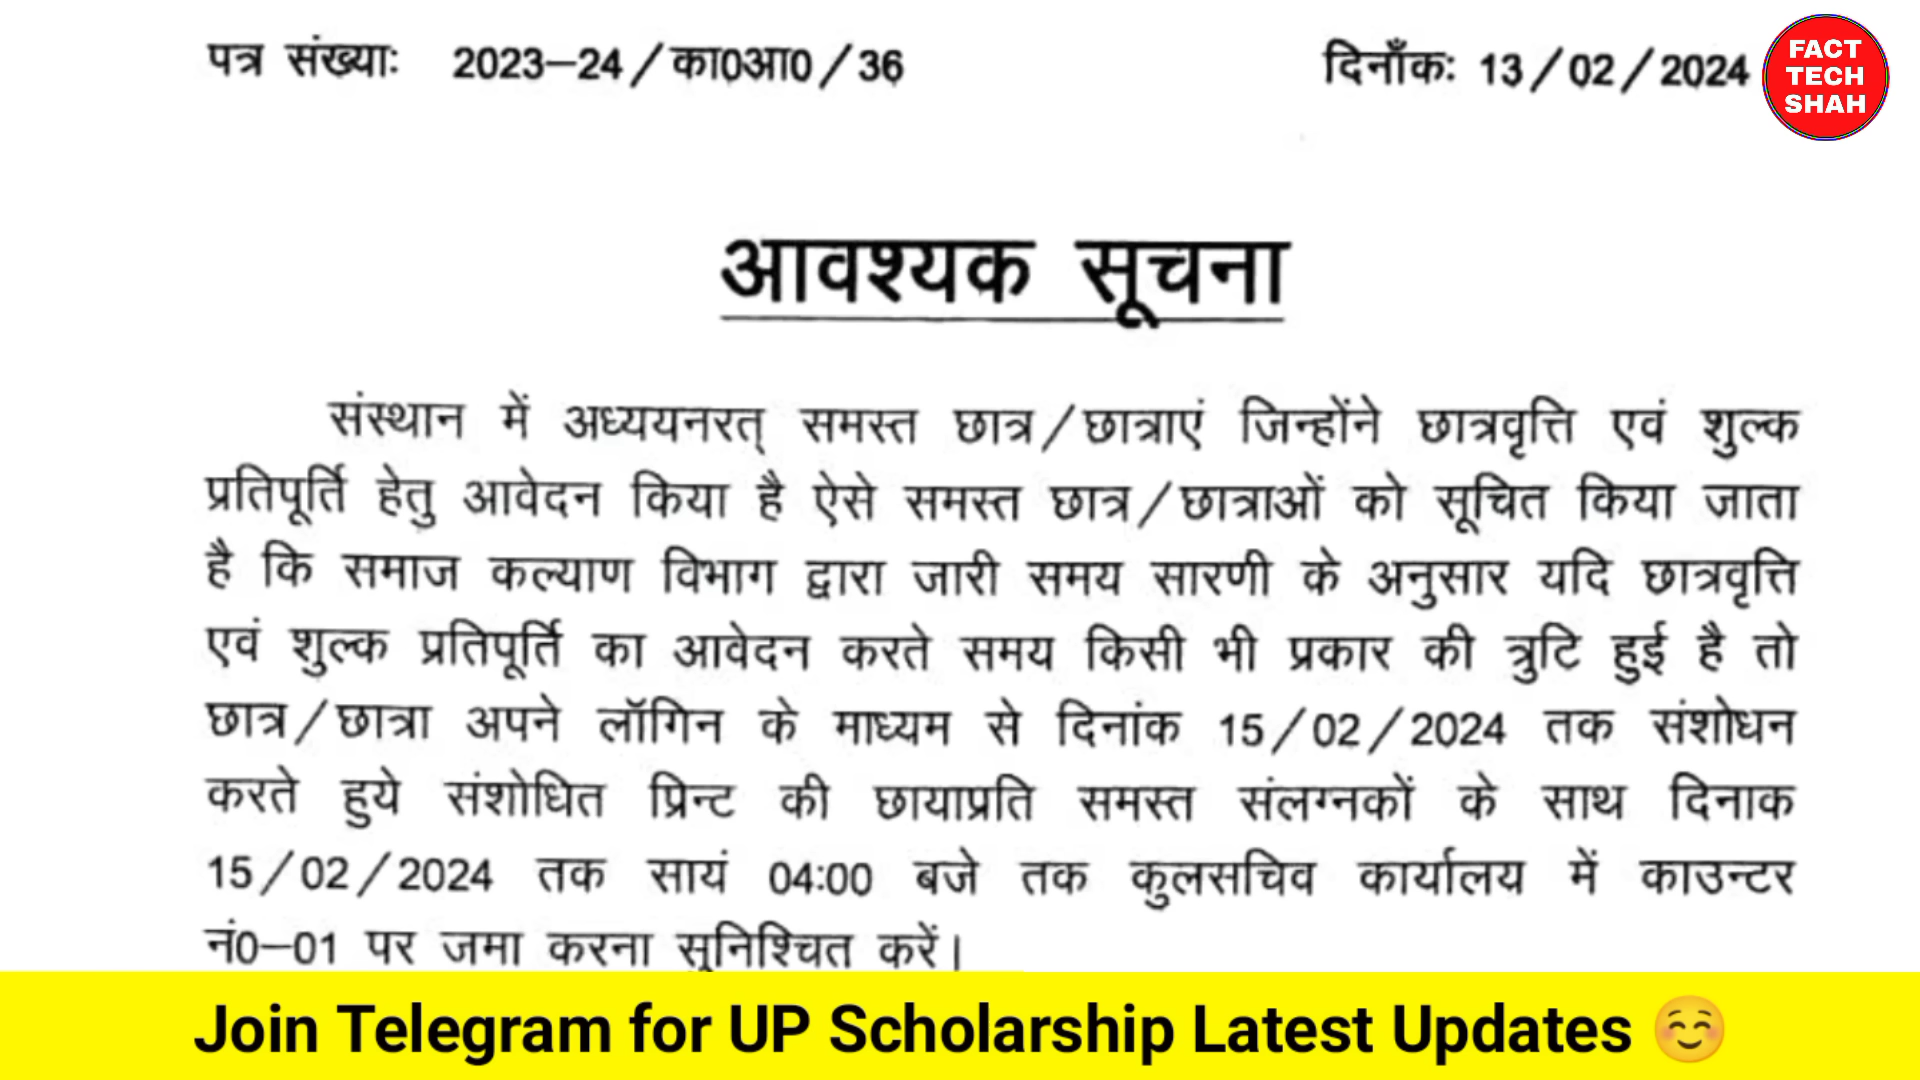 पत्र संख्याः 2023–24/का0आ0/36
दिनाँकः 13/02/2024
FACT
TECH
SHAH
आवश्यक सूचना
संस्थान में अध्ययनरत् समस्त छात्र/छात्राएं जिन्होंने छात्रवृत्ति एवं शुल्क
प्रतिपूर्ति हेतु आवेदन किया है ऐसे समस्त छात्र/छात्राओं को सूचित किया जाता
है कि समाज कल्याण विभाग द्वारा जारी समय सारणी के अनुसार यदि छात्रवृत्ति
एवं शुल्क प्रतिपूर्ति का आवेदन करते समय किसी भी प्रकार की त्रुटि हुई है तो
छात्र/छात्रा अपने लॉगिन के माध्यम से दिनांक 15/02/2024 तक संशोधन
करते हुये संशोधित प्रिन्ट की छायाप्रति समस्त संलग्नकों के साथ दिनाक
15/02/2024 तक सायं 04:00 बजे तक कुलसचिव कार्यालय में काउन्टर
नं0–01 पर जमा करना सुनिश्चित करें।
Join Telegram for UP Scholarship Latest Updates 😊